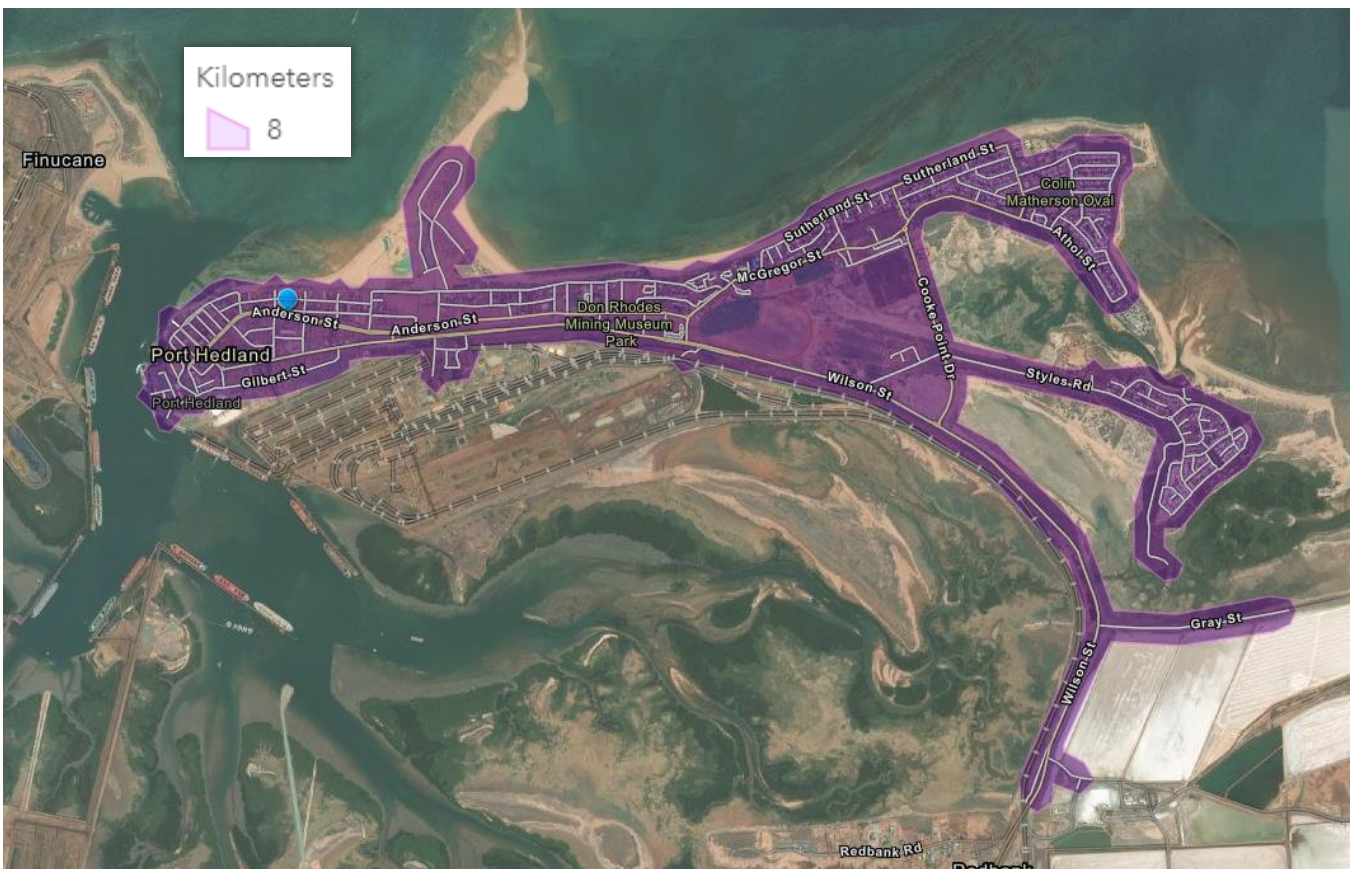 Kilometers
8
Finucane
Sutherland St
Colin
Matherson Oval
Sutherland St
Athol St
McGregor St
Cooke Point Dr
Don Rhodes
Mining Museum
Park
Anderson St
Anderson St
Port Hedland
Gilbert St
Port Hedland
Wilson St
Styles Rd
Gray St
Wilson St
Redbank Rd
Redbank